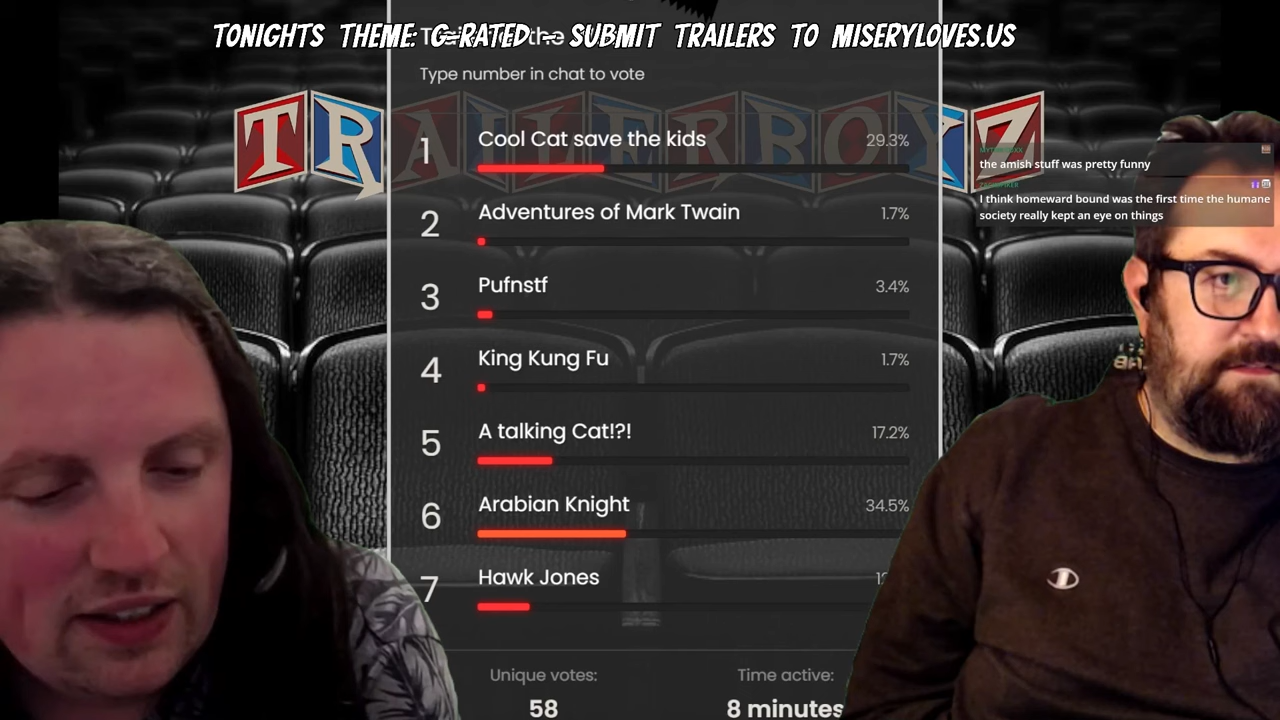 TONIGHTS THEME: G-RATED - SUBMIT TRAILERS TO MISERYLOVES.US
Type number in chat to vote
TRAILERBOYZ
1 Cool Cat save the kids 29.3%
2 Adventures of Mark Twain 1.7%
3 Pufnstf 3.4%
4 King Kung Fu 1.7%
5 A talking Cat!?! 17.2%
6 Arabian Knight 34.5%
7 Hawk Jones
Unique votes:
58
Time active:
8 minutes
the amish stuff was pretty funny
I think homeward bound was the first time the humane
society really kept an eye on things